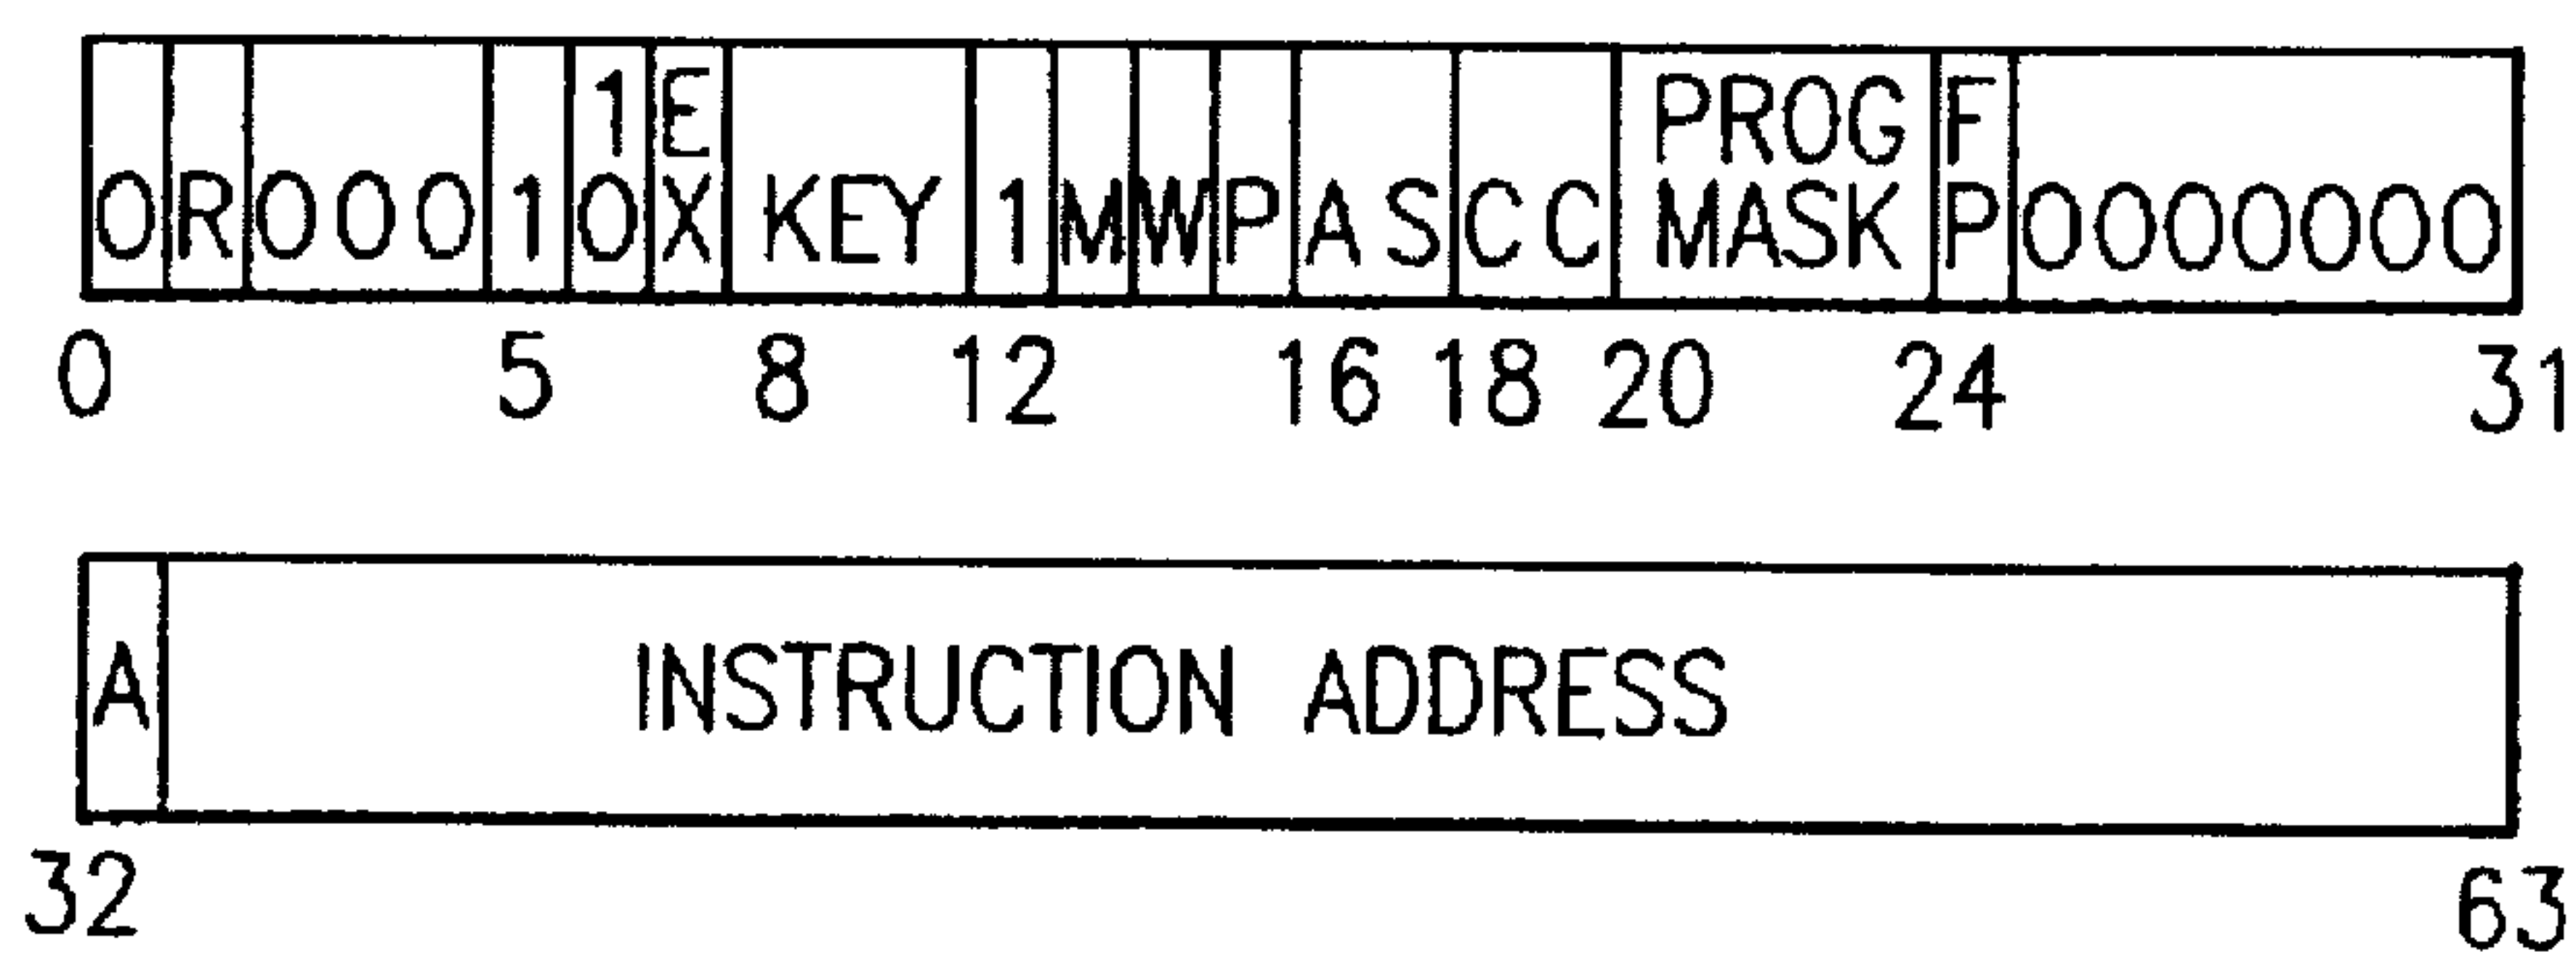 1 E PROG F
0 R 0 0 0 1 0 X KEY 1 M W P A S C C MASK P 0 0 0 0 0 0 0
0 5 8 12 16 18 20 24 31
A INSTRUCTION ADDRESS
32 63